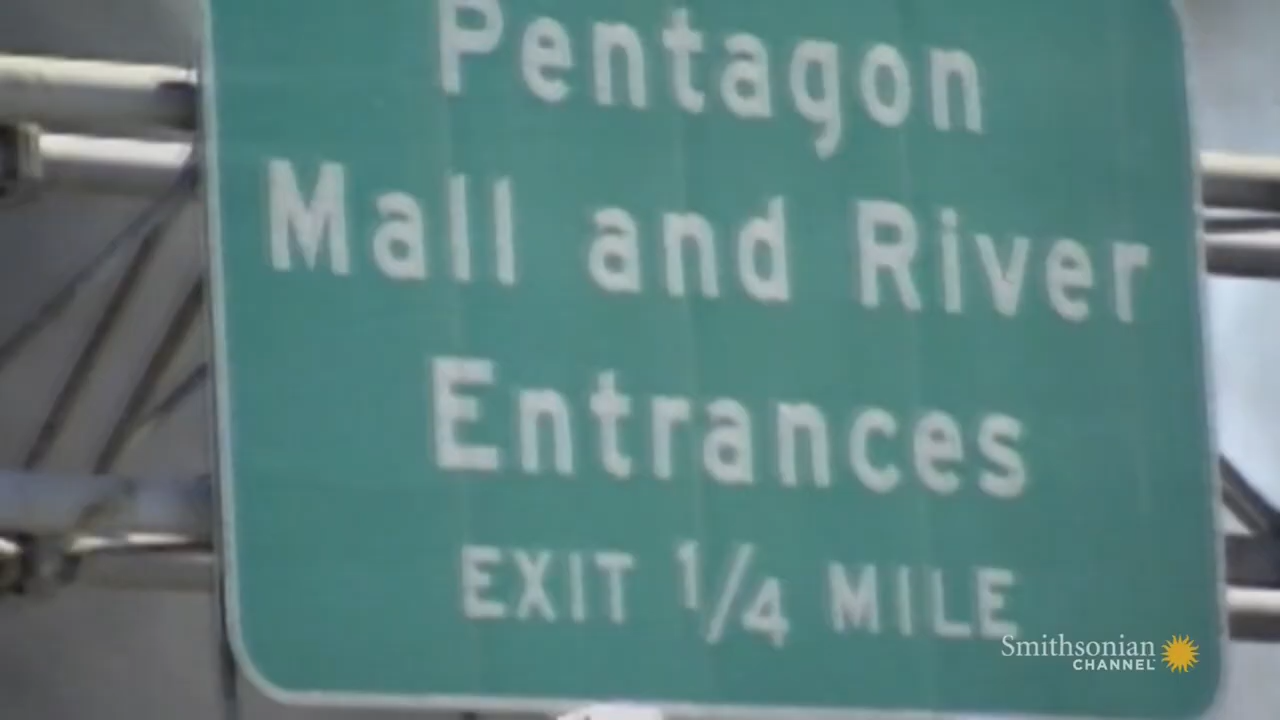 Pentagon
Mall and River
Entrances
EXIT 1/4 MILE
Smithsonian
CHANNEL